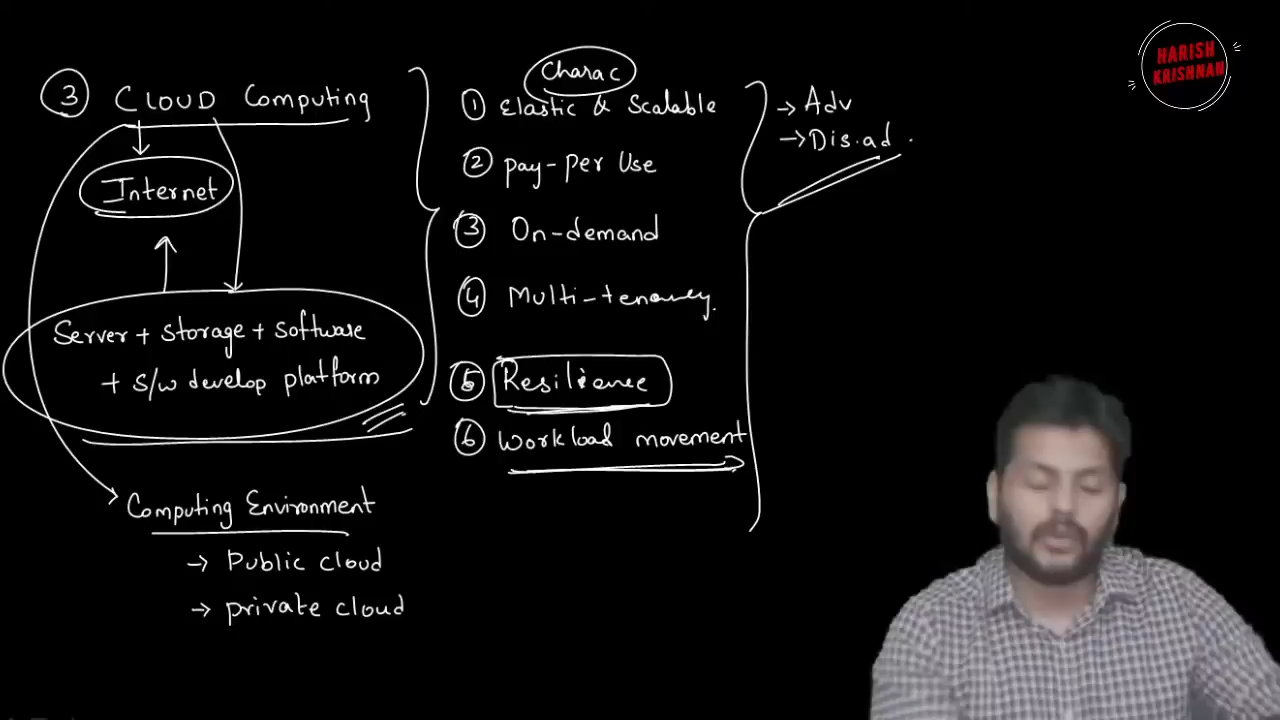 3 CLOUD Computing
Internet
Server + Storage + Software
+ S/W develop platform
Computing Environment
→ Public cloud
→ private cloud
Charac
1 Elastic & Scalable
2 pay-per Use
3 On-demand
4 Multi-tenancy.
5 Resilience
6 Workload movement
→ Adv
→ Dis.ad.
HARISH
KRISHNAN